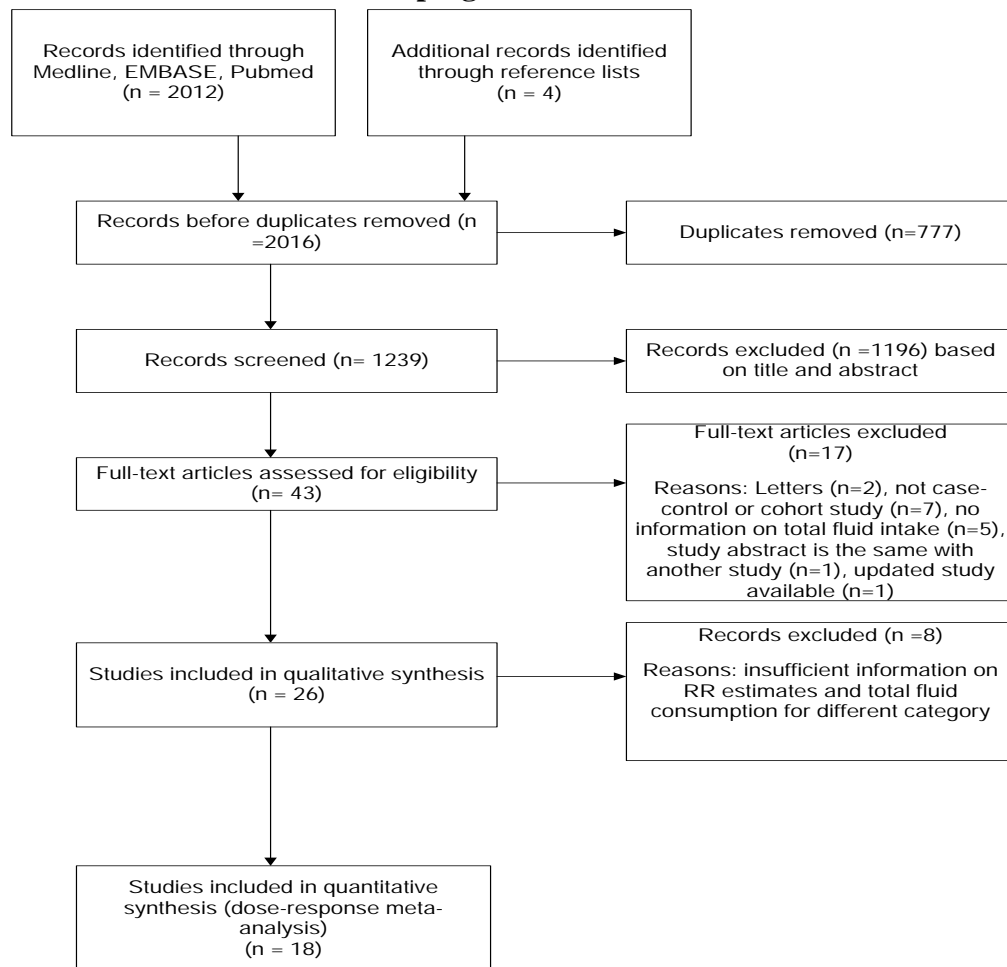 Records identified through
Medline, EMBASE, Pubmed
(n = 2012)
Additional records identified
through reference lists
(n = 4)
Records before duplicates removed (n
=2016)
Duplicates removed (n=777)
Records screened (n= 1239)
Records excluded (n =1196) based
on title and abstract
Full-text articles assessed for eligibility
(n= 43)
Full-text articles excluded
(n=17)
Reasons: Letters (n=2), not case-
control or cohort study (n=7), no
information on total fluid intake (n=5),
study abstract is the same with
another study (n=1), updated study
available (n=1)
Studies included in qualitative synthesis
(n = 26)
Records excluded (n =8)
Reasons: insufficient information on
RR estimates and total fluid
consumption for different category
Studies included in quantitative
synthesis (dose-response meta-
analysis)
(n = 18)